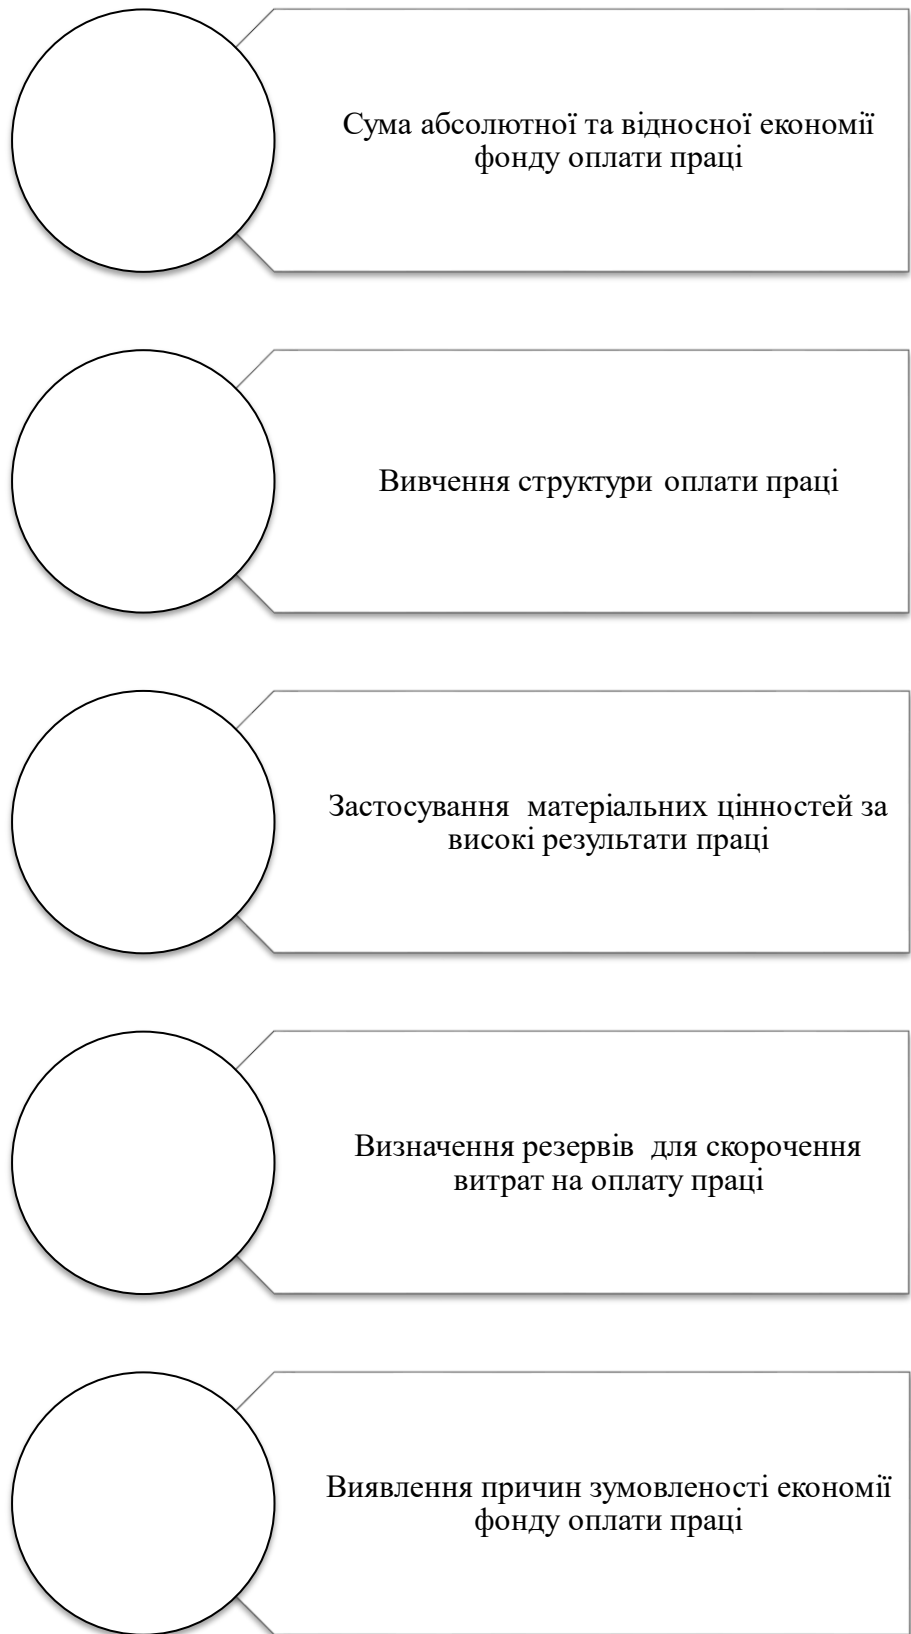 Сума абсолютної та відносної економії
фонду оплати праці
Вивчення структури оплати праці
Застосування матеріальних цінностей за
високі результати праці
Визначення резервів для скорочення
витрат на оплату праці
Виявлення причин зумовленості економії
фонду оплати праці